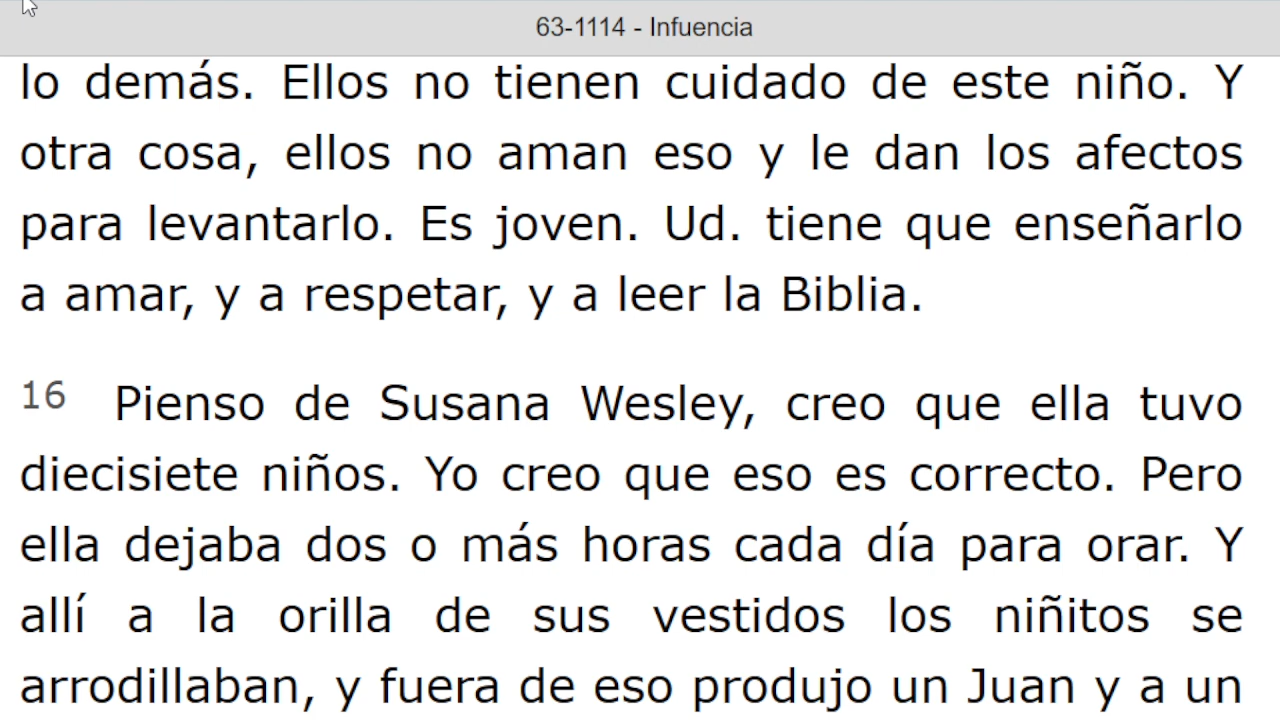 63-1114 - Infuencia
lo demás. Ellos no tienen cuidado de este niño. Y
otra cosa, ellos no aman eso y le dan los afectos
para levantarlo. Es joven. Ud. tiene que enseñarlo
a amar, y a respetar, y a leer la Biblia.
16 Pienso de Susana Wesley, creo que ella tuvo
diecisiete niños. Yo creo que eso es correcto. Pero
ella dejaba dos o más horas cada día para orar. Y
allí a la orilla de sus vestidos los niñitos se
arrodillaban, y fuera de eso produjo un Juan y a un